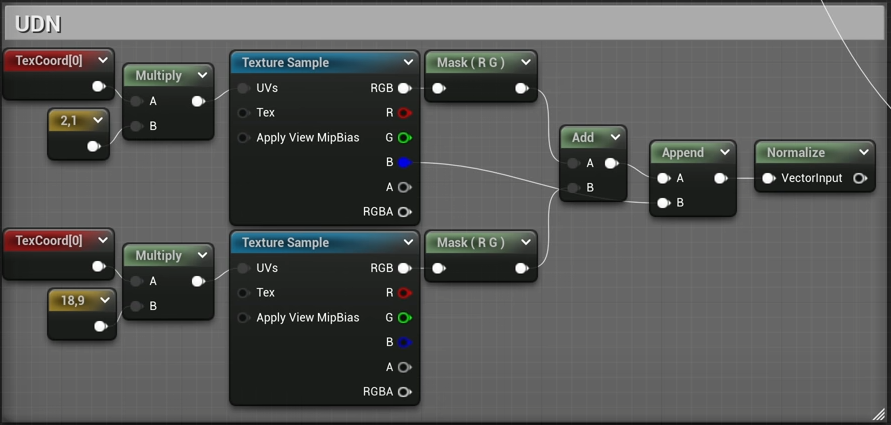 UDN
TexCoord[0]
Multiply
A
B
2,1
Texture Sample
UVs
RGB
Tex
R
Apply View MipBias
G
B
A
RGBA
Mask ( R G )
Add
A
B
Append
A
B
Normalize
VectorInput
TexCoord[0]
Multiply
A
B
18,9
Texture Sample
UVs
RGB
Tex
R
Apply View MipBias
G
B
A
RGBA
Mask ( R G )